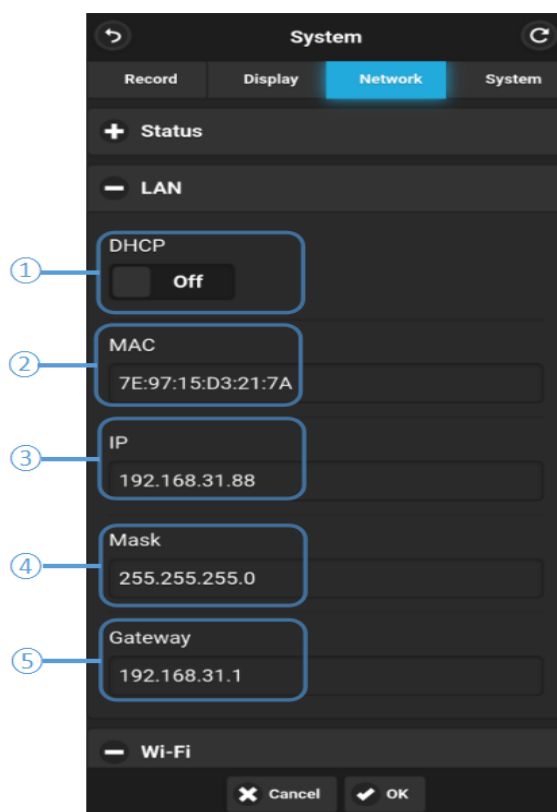 System
Record Display Network System
Status
LAN
① DHCP
Off
② MAC
7E:97:15:D3:21:7A
③ IP
192.168.31.88
④ Mask
255.255.255.0
⑤ Gateway
192.168.31.1
Wi-Fi
Cancel OK